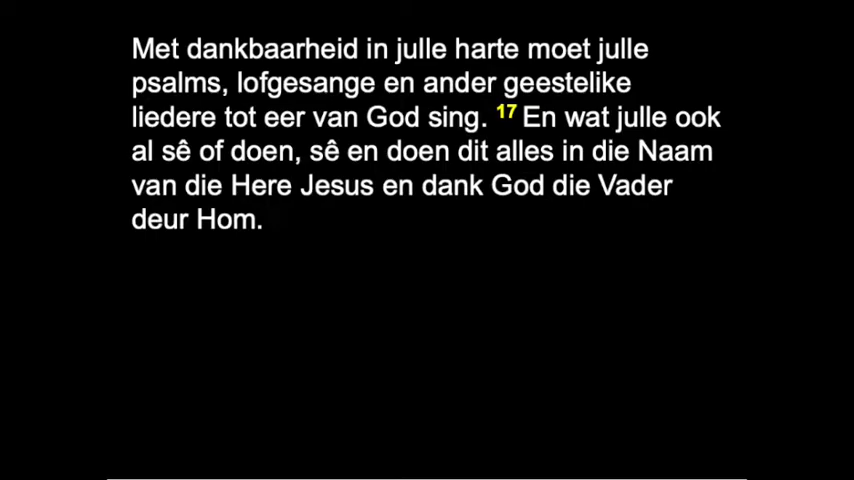 Met dankbaarheid in julle harte moet julle
psalms, lofgesange en ander geestelike
liedere tot eer van God sing. 17 En wat julle ook
al sê of doen, sê en doen dit alles in die Naam
van die Here Jesus en dank God die Vader
deur Hom.